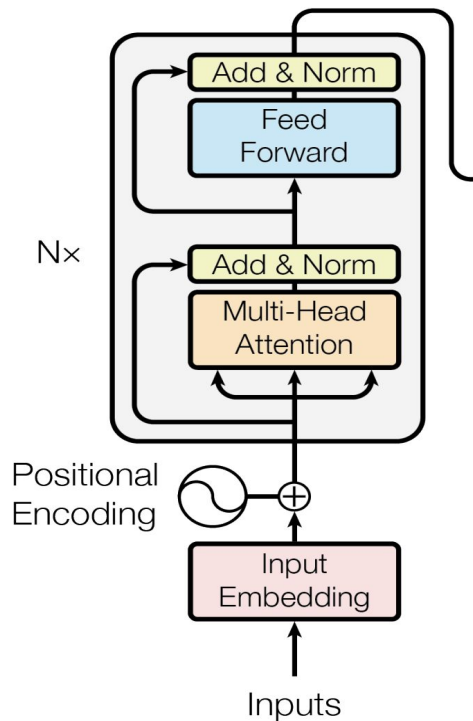 Add & Norm
Feed
Forward
N×
Add & Norm
Multi-Head
Attention
Positional
Encoding
Input
Embedding
Inputs